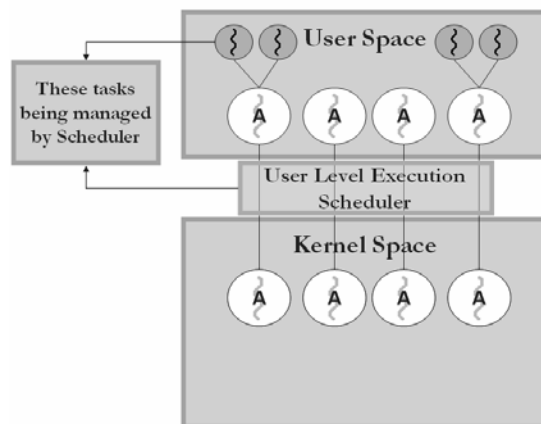 User Space
These tasks
being managed
by Scheduler
A A A A
User Level Execution
Scheduler
Kernel Space
A A A A